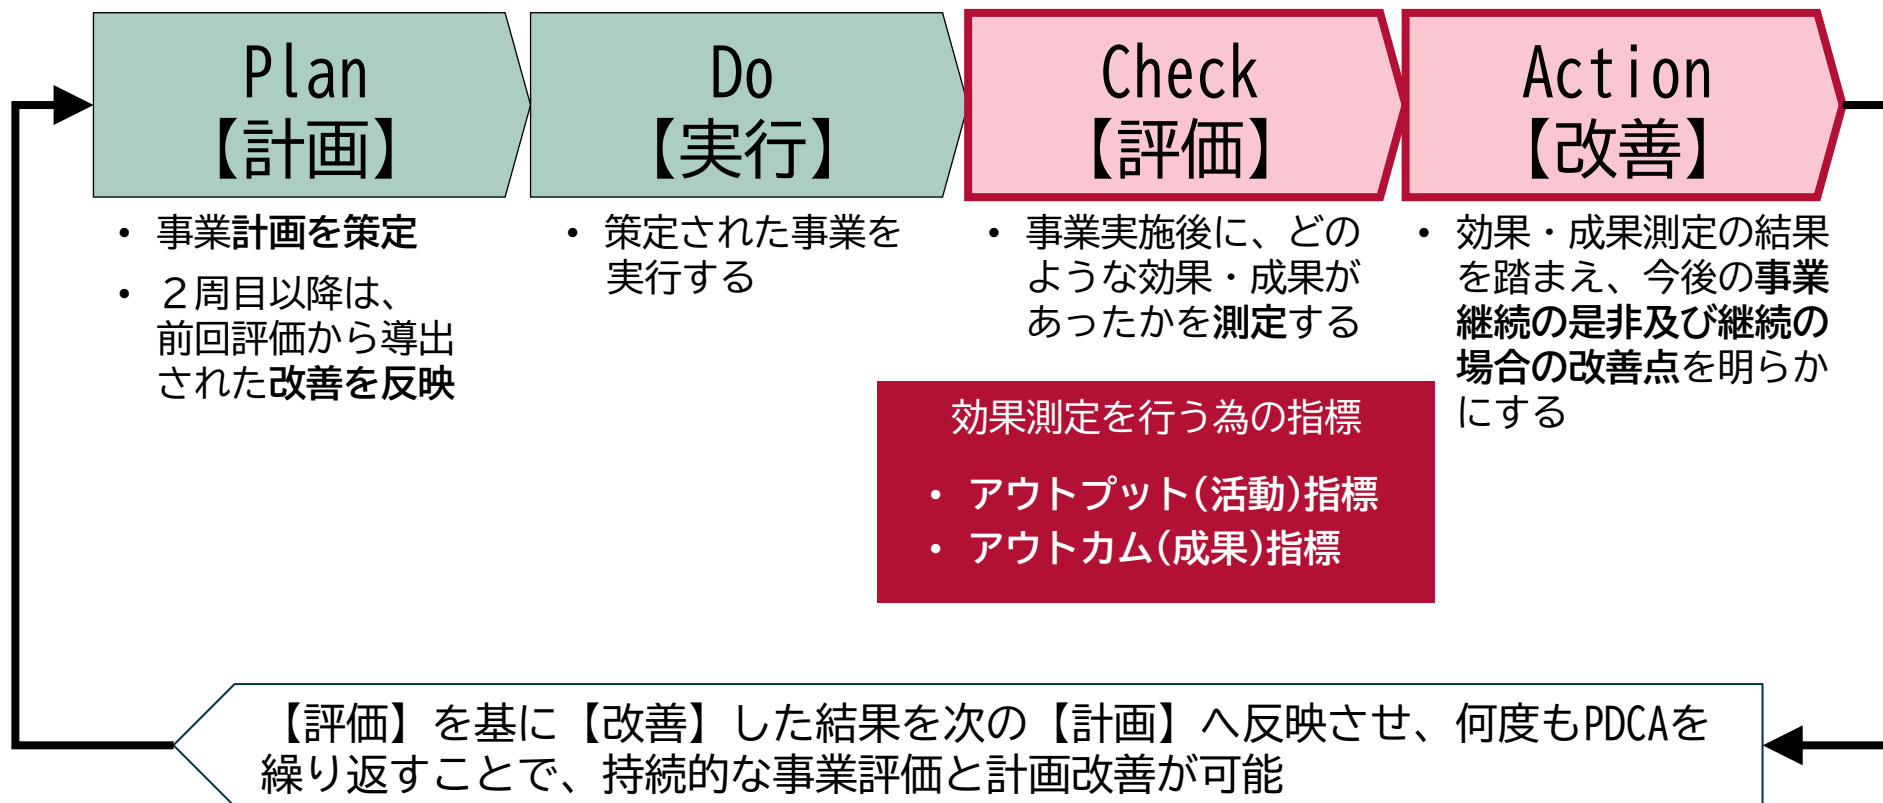 Plan
【計画】
Do
【実行】
Check
【評価】
Action
【改善】
• 事業計画を策定
• ２周目以降は、
前回評価から導出
された改善を反映
• 策定された事業を
実行する
• 事業実施後に、どの
ような効果・成果が
あったかを測定する
• 効果・成果測定の結果
を踏まえ、今後の事業
継続の是非及び継続の
場合の改善点を明らか
にする
効果測定を行う為の指標
• アウトプット(活動)指標
• アウトカム(成果)指標
【評価】を基に【改善】した結果を次の【計画】へ反映させ、何度もPDCAを
繰り返すことで、持続的な事業評価と計画改善が可能